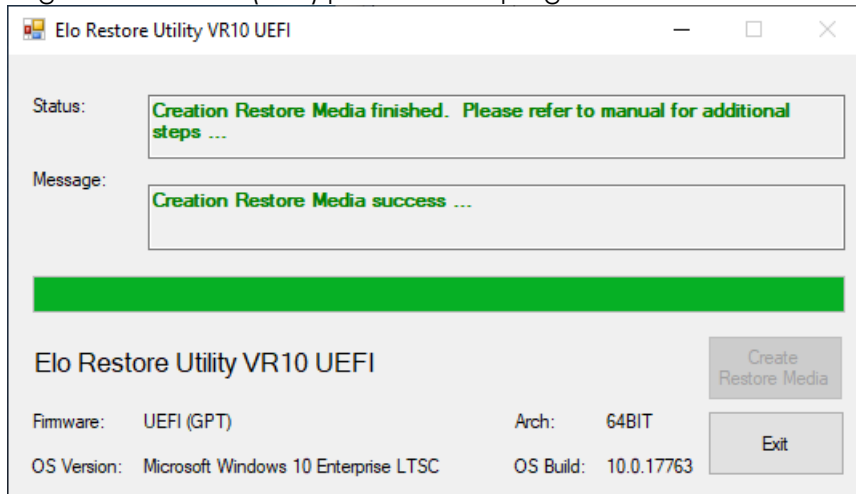 Elo Restore Utility VR10 UEFI
Status:
Creation Restore Media finished.  Please refer to manual for additional
steps ...
Message:
Creation Restore Media success ...
Elo Restore Utility VR10 UEFI
Create
Restore Media
Firmware: UEFI (GPT) Arch: 64BIT
Exit
OS Version: Microsoft Windows 10 Enterprise LTSC OS Build: 10.0.17763